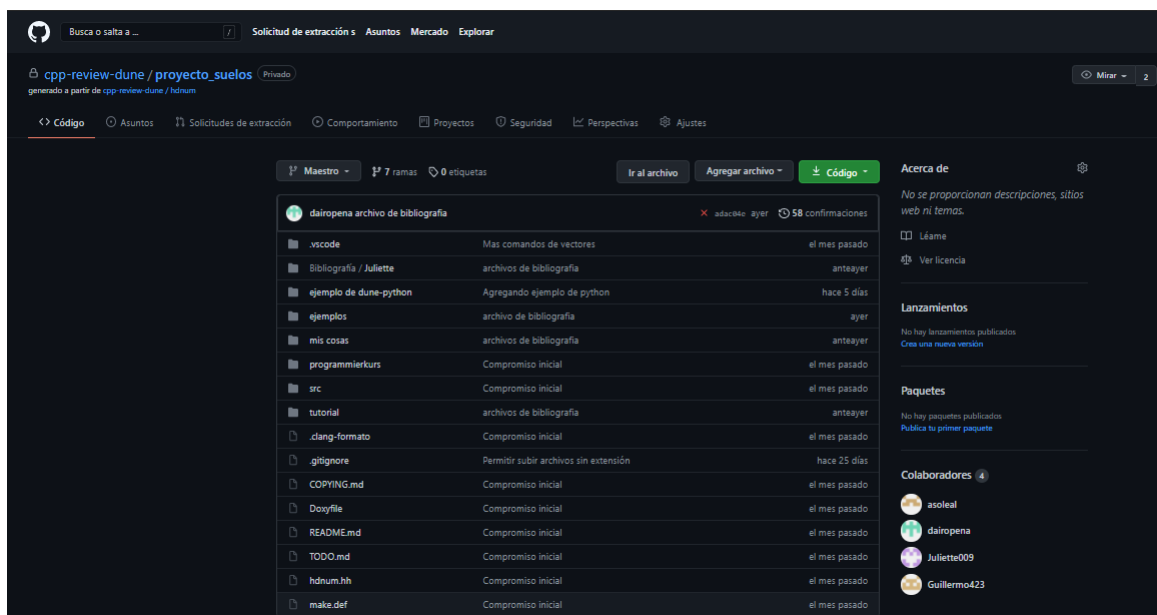 Busca o salta a ... /
Solicitud de extracción s Asuntos Mercado Explorar
cpp-review-dune / proyecto_suelos Privado
Mirar 2
generado a partir de cpp-review-dune / hdnum
<> Código Asuntos Solicitudes de extracción Comportamiento Proyectos Seguridad Perspectivas Ajustes
Maestro 7 ramas 0 etiquetas Ir al archivo Agregar archivo Código
dairopena archivo de bibliografia adac04e ayer 58 confirmaciones
.vscode Mas comandos de vectores el mes pasado
Bibliografía / Juliette archivos de bibliografia anteayer
ejemplo de dune-python Agregando ejemplo de python hace 5 días
ejemplos archivo de bibliografia ayer
mis cosas archivos de bibliografia anteayer
programmierkurs Compromiso inicial el mes pasado
src Compromiso inicial el mes pasado
tutorial archivos de bibliografia anteayer
.clang-formato Compromiso inicial el mes pasado
.gitignore Permitir subir archivos sin extensión hace 25 días
COPYING.md Compromiso inicial el mes pasado
Doxyfile Compromiso inicial el mes pasado
README.md Compromiso inicial el mes pasado
TODO.md Compromiso inicial el mes pasado
hdnum.hh Compromiso inicial el mes pasado
make.def Compromiso inicial el mes pasado
Acerca de
No se proporcionan descripciones, sitios
web ni temas.
Léame
Ver licencia
Lanzamientos
No hay lanzamientos publicados
Crea una nueva versión
Paquetes
No hay paquetes publicados
Publica tu primer paquete
Colaboradores 4
asoleal
dairopena
Juliette009
Guillermo423